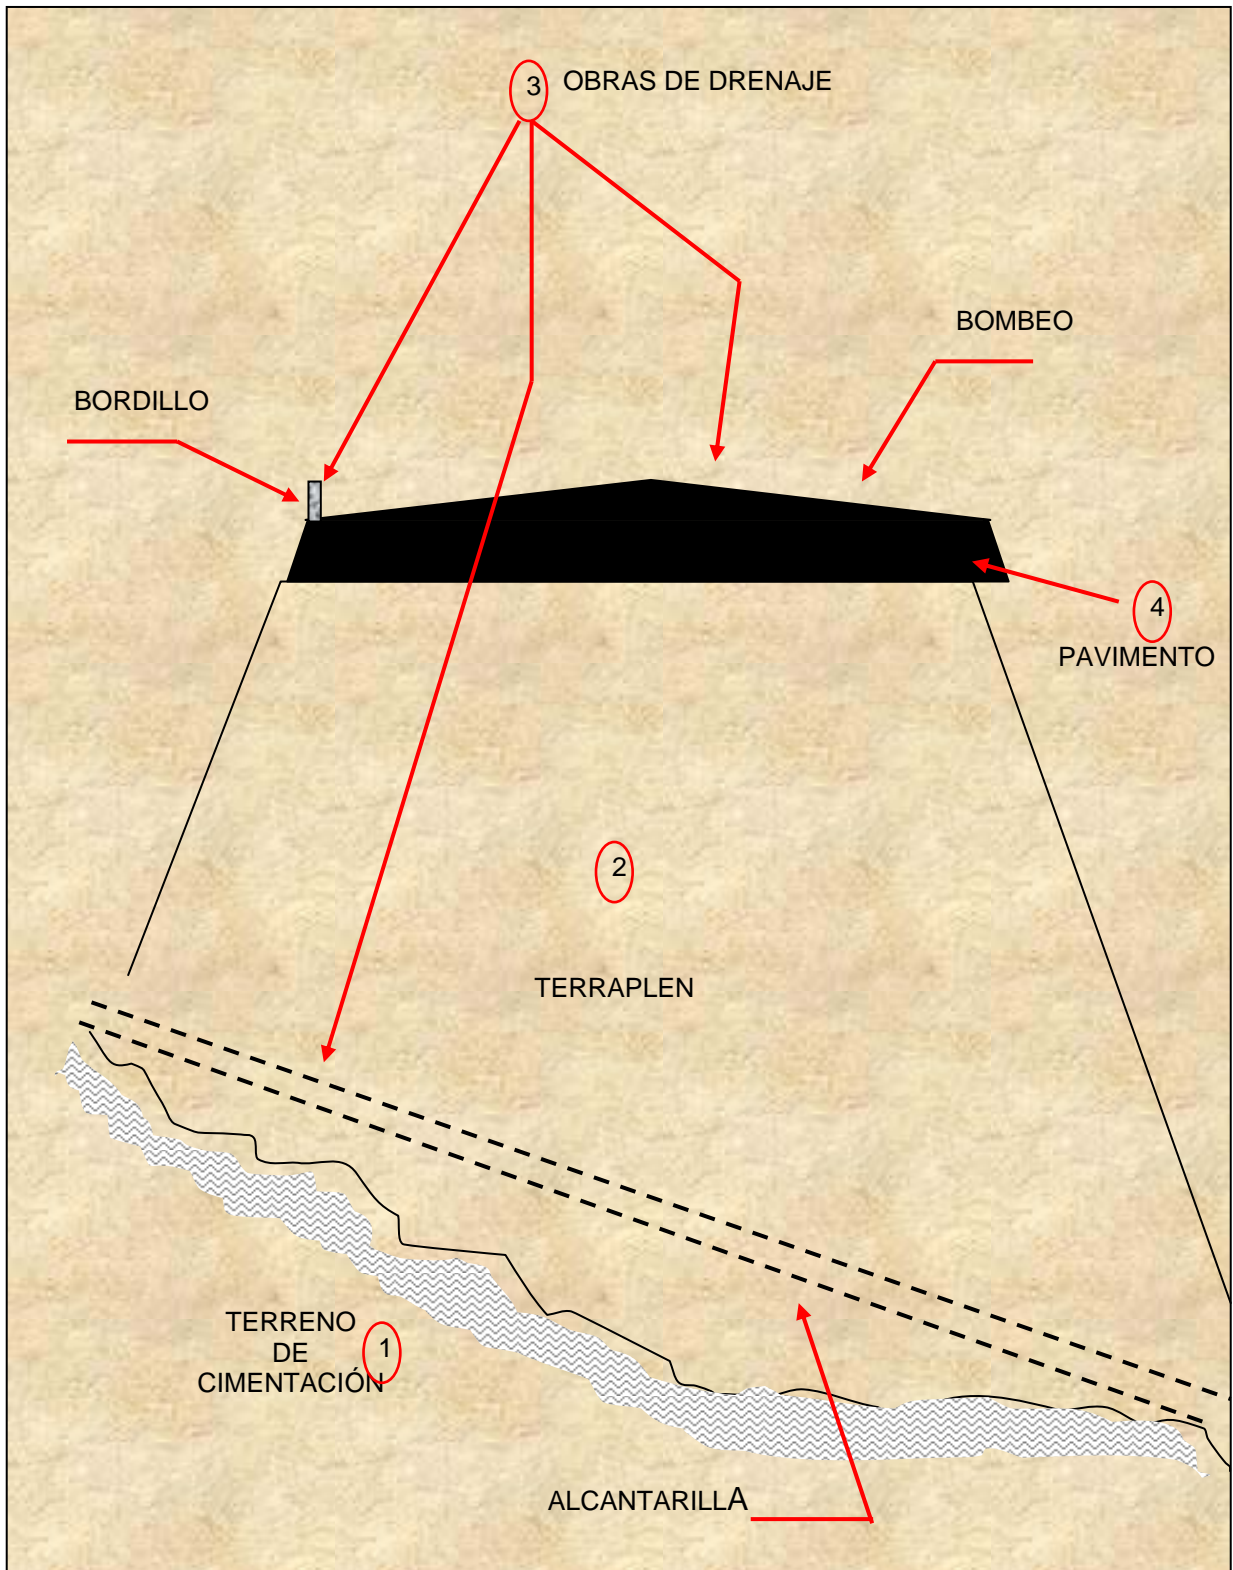 3 OBRAS DE DRENAJE
BOMBEO
BORDILLO
4
PAVIMENTO
2
TERRAPLEN
TERRENO
DE 1
CIMENTACIÓN
ALCANTARILLA